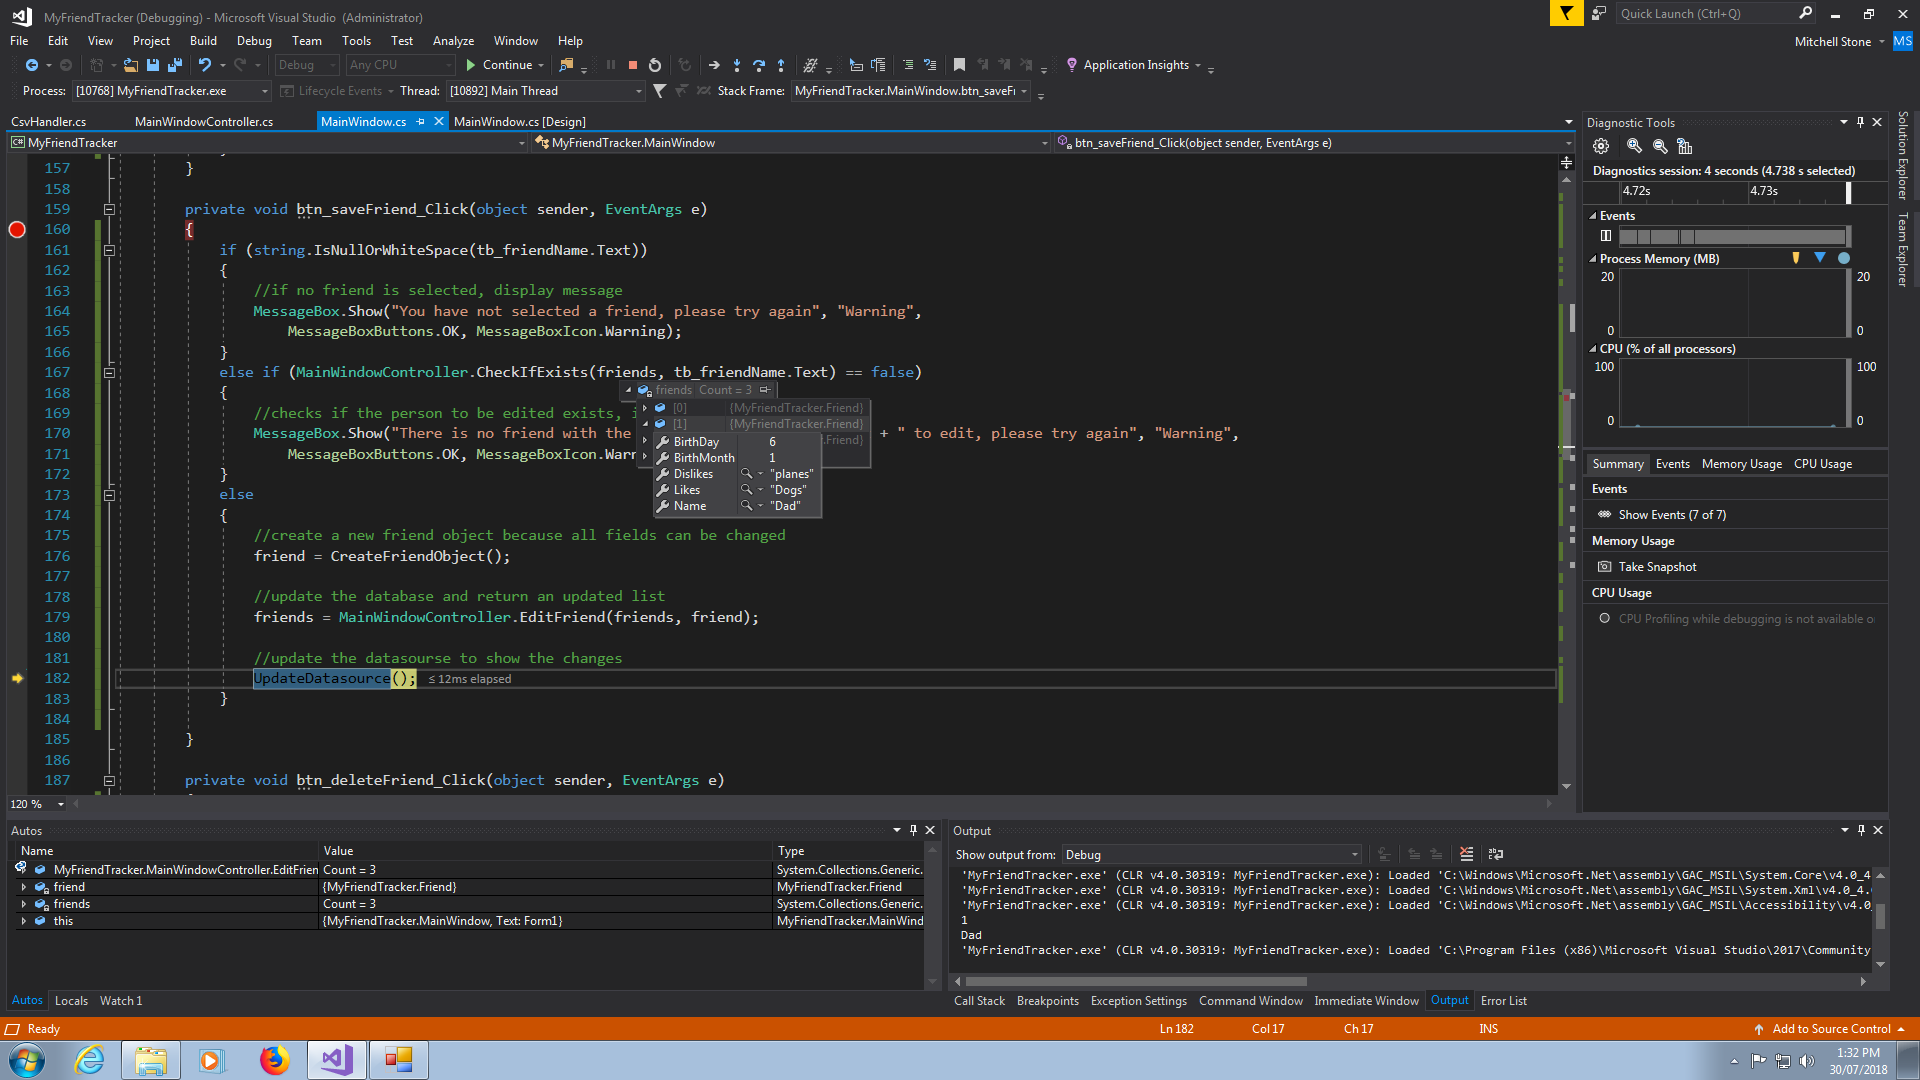 MyFriendTracker (Debugging) - Microsoft Visual Studio (Administrator)
Quick Launch (Ctrl+Q)
File Edit View Project Build Debug Team Tools Test Analyze Window Help
Mitchell Stone MS
Debug Any CPU Continue Application Insights
Process: [10768] MyFriendTracker.exe Lifecycle Events Thread: [10892] Main Thread Stack Frame: MyFriendTracker.MainWindow.btn_saveFi
CsvHandler.cs MainWindowController.cs MainWindow.cs MainWindow.cs [Design]
MyFriendTracker MyFriendTracker.MainWindow btn_saveFriend_Click(object sender, EventArgs e)
157 }
158
159 private void btn_saveFriend_Click(object sender, EventArgs e)
160 {
161 if (string.IsNullOrWhiteSpace(tb_friendName.Text))
162 {
163 //if no friend is selected, display message
164 MessageBox.Show("You have not selected a friend, please try again", "Warning",
165 MessageBoxButtons.OK, MessageBoxIcon.Warning);
166 }
167 else if (MainWindowController.CheckIfExists(friends, tb_friendName.Text) == false)
168 {
169 //checks if the person to be edited exists, i
170 MessageBox.Show("There is no friend with the + " to edit, please try again", "Warning",
171 MessageBoxButtons.OK, MessageBoxIcon.Warn
172 }
173 else
174 {
175 //create a new friend object because all fields can be changed
176 friend = CreateFriendObject();
177
178 //update the database and return an updated list
179 friends = MainWindowController.EditFriend(friends, friend);
180
181 //update the datasourse to show the changes
182 UpdateDatasource(); ≤ 12ms elapsed
183 }
184
185 }
186
187 private void btn_deleteFriend_Click(object sender, EventArgs e)
friends Count = 3
[0] {MyFriendTracker.Friend}
[1] {MyFriendTracker.Friend}
.Friend}
BirthDay 6
BirthMonth 1
Dislikes "planes"
Likes "Dogs"
Name "Dad"
120 %
Diagnostic Tools
Diagnostics session: 4 seconds (4.738 s selected)
4.72s 4.73s
Events
Process Memory (MB)
20 20
0 0
CPU (% of all processors)
100 100
0 0
Summary Events Memory Usage CPU Usage
Events
Show Events (7 of 7)
Memory Usage
Take Snapshot
CPU Usage
CPU Profiling while debugging is not available o
Solution Explorer
Team Explorer
Autos
Name Value Type
MyFriendTracker.MainWindowController.EditFrien Count = 3 System.Collections.Generic.
friend {MyFriendTracker.Friend} MyFriendTracker.Friend
friends Count = 3 System.Collections.Generic.
this {MyFriendTracker.MainWindow, Text: Form1} MyFriendTracker.MainWind
Autos Locals Watch 1
Output
Show output from: Debug
'MyFriendTracker.exe' (CLR v4.0.30319: MyFriendTracker.exe): Loaded 'C:\Windows\Microsoft.Net\assembly\GAC_MSIL\System.Core\v4.0_4
'MyFriendTracker.exe' (CLR v4.0.30319: MyFriendTracker.exe): Loaded 'C:\Windows\Microsoft.Net\assembly\GAC_MSIL\System.Xml\v4.0_4.
'MyFriendTracker.exe' (CLR v4.0.30319: MyFriendTracker.exe): Loaded 'C:\Windows\Microsoft.Net\assembly\GAC_MSIL\Accessibility\v4.0_
1
Dad
'MyFriendTracker.exe' (CLR v4.0.30319: MyFriendTracker.exe): Loaded 'C:\Program Files (x86)\Microsoft Visual Studio\2017\Community
Call Stack Breakpoints Exception Settings Command Window Immediate Window Output Error List
Ready Ln 182 Col 17 Ch 17 INS Add to Source Control
1:32 PM
30/07/2018